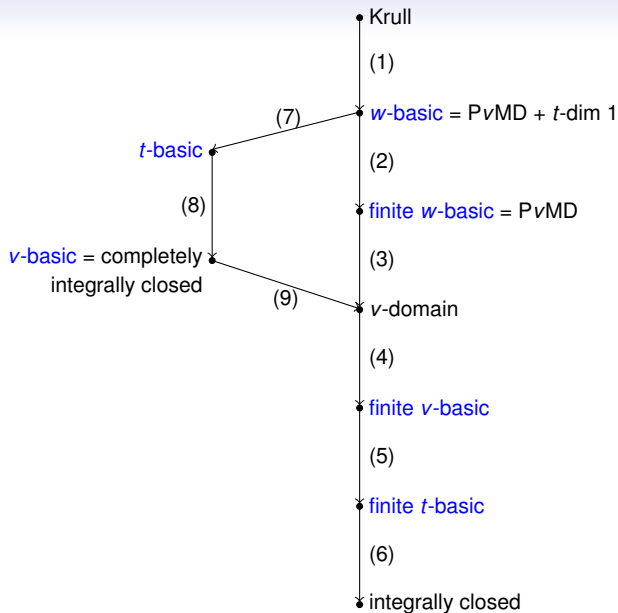 Krull
(1)
w-basic = PvMD + t-dim 1
(7)
t-basic
(2)
(8)
finite w-basic = PvMD
v-basic = completely
integrally closed
(3)
(9)
v-domain
(4)
finite v-basic
(5)
finite t-basic
(6)
integrally closed